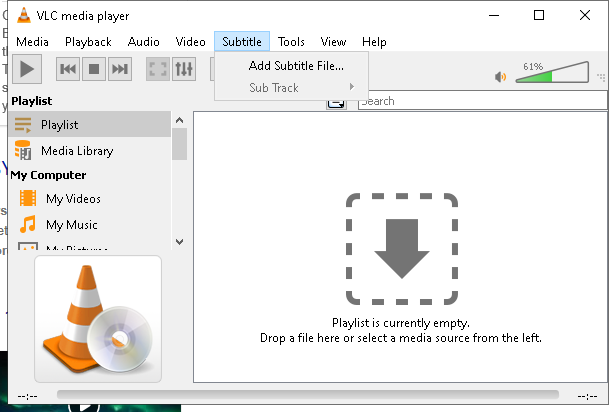 VLC media player
Media Playback Audio Video Subtitle Tools View Help
Add Subtitle File...
Sub Track
61%
Playlist
Search
Playlist
Media Library
My Computer
My Videos
My Music
My Pictures
Playlist is currently empty.
Drop a file here or select a media source from the left.
--:--
--:--